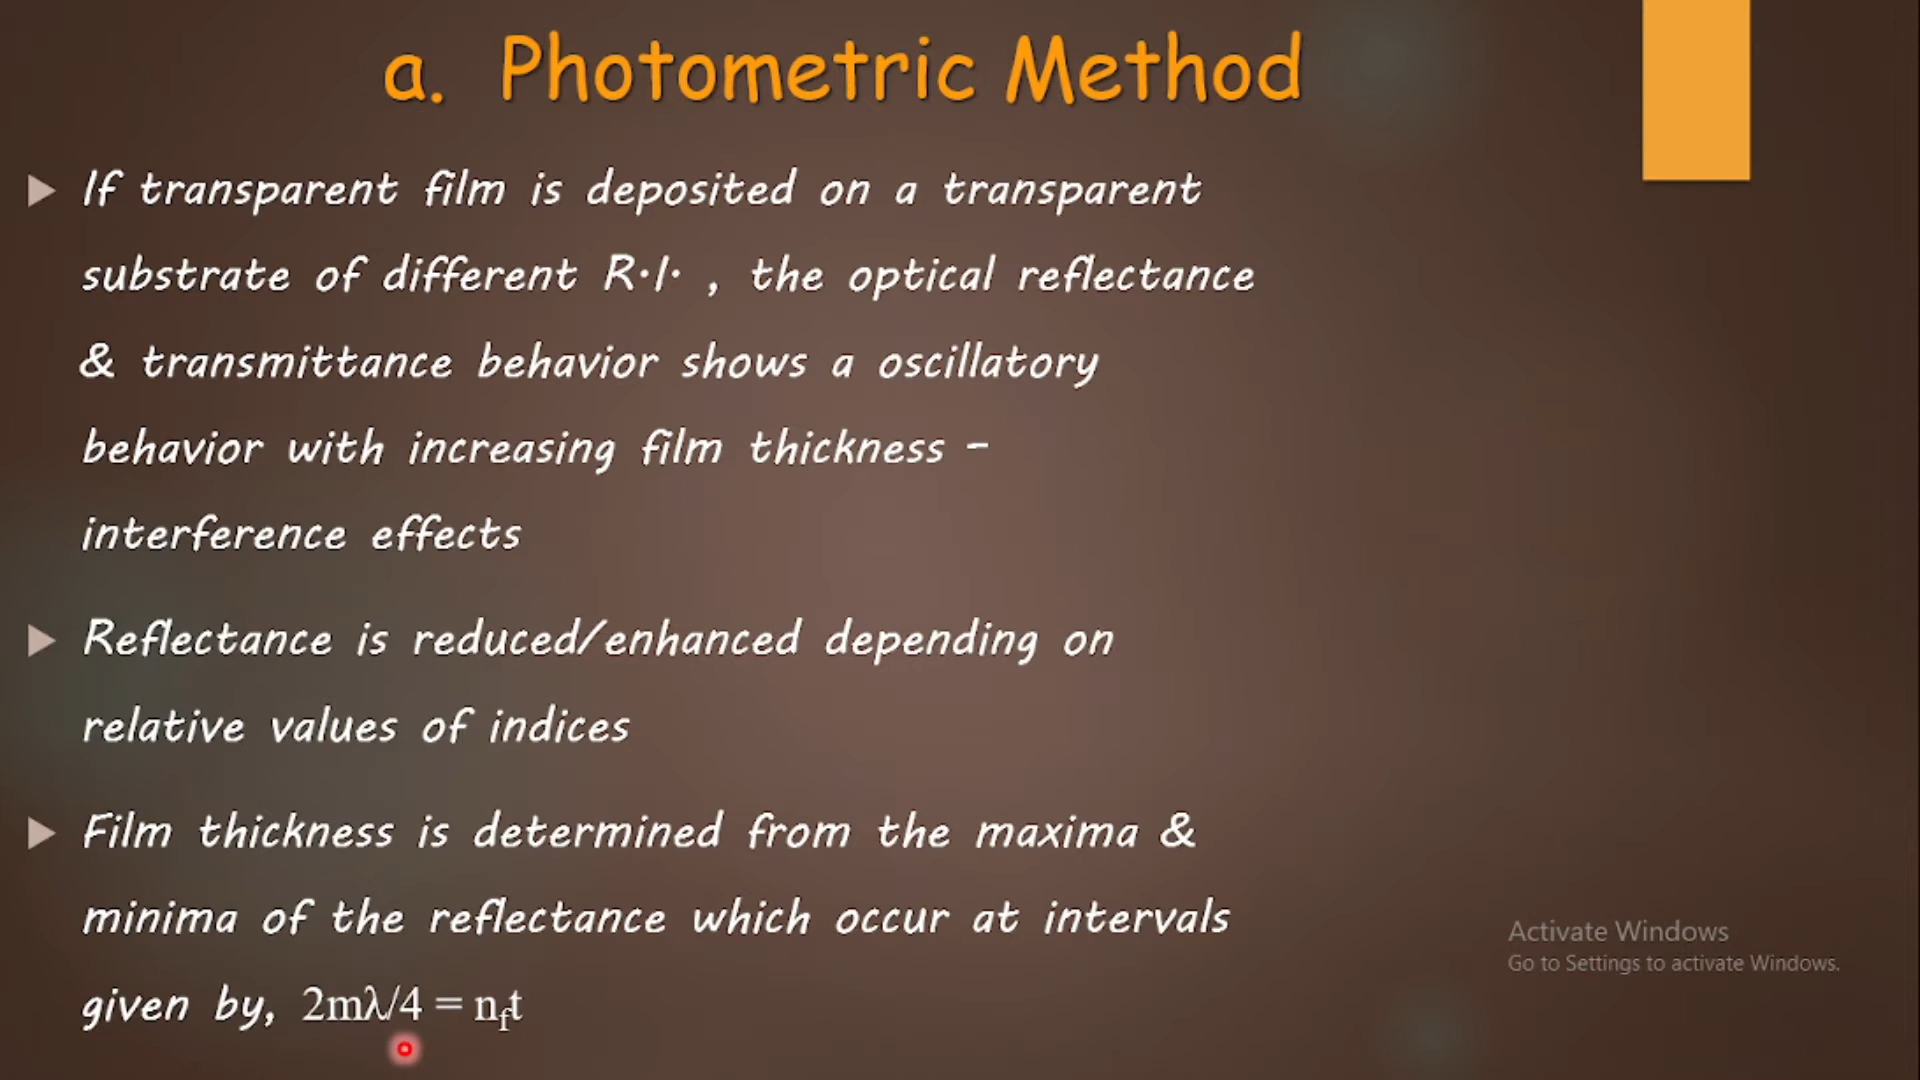 a. Photometric Method
If transparent film is deposited on a transparent
substrate of different R.I. , the optical reflectance
& transmittance behavior shows a oscillatory
behavior with increasing film thickness –
interference effects
Reflectance is reduced/enhanced depending on
relative values of indices
Film thickness is determined from the maxima &
minima of the reflectance which occur at intervals
given by, 2mλ/4 = n_f t
Activate Windows
Go to Settings to activate Windows.